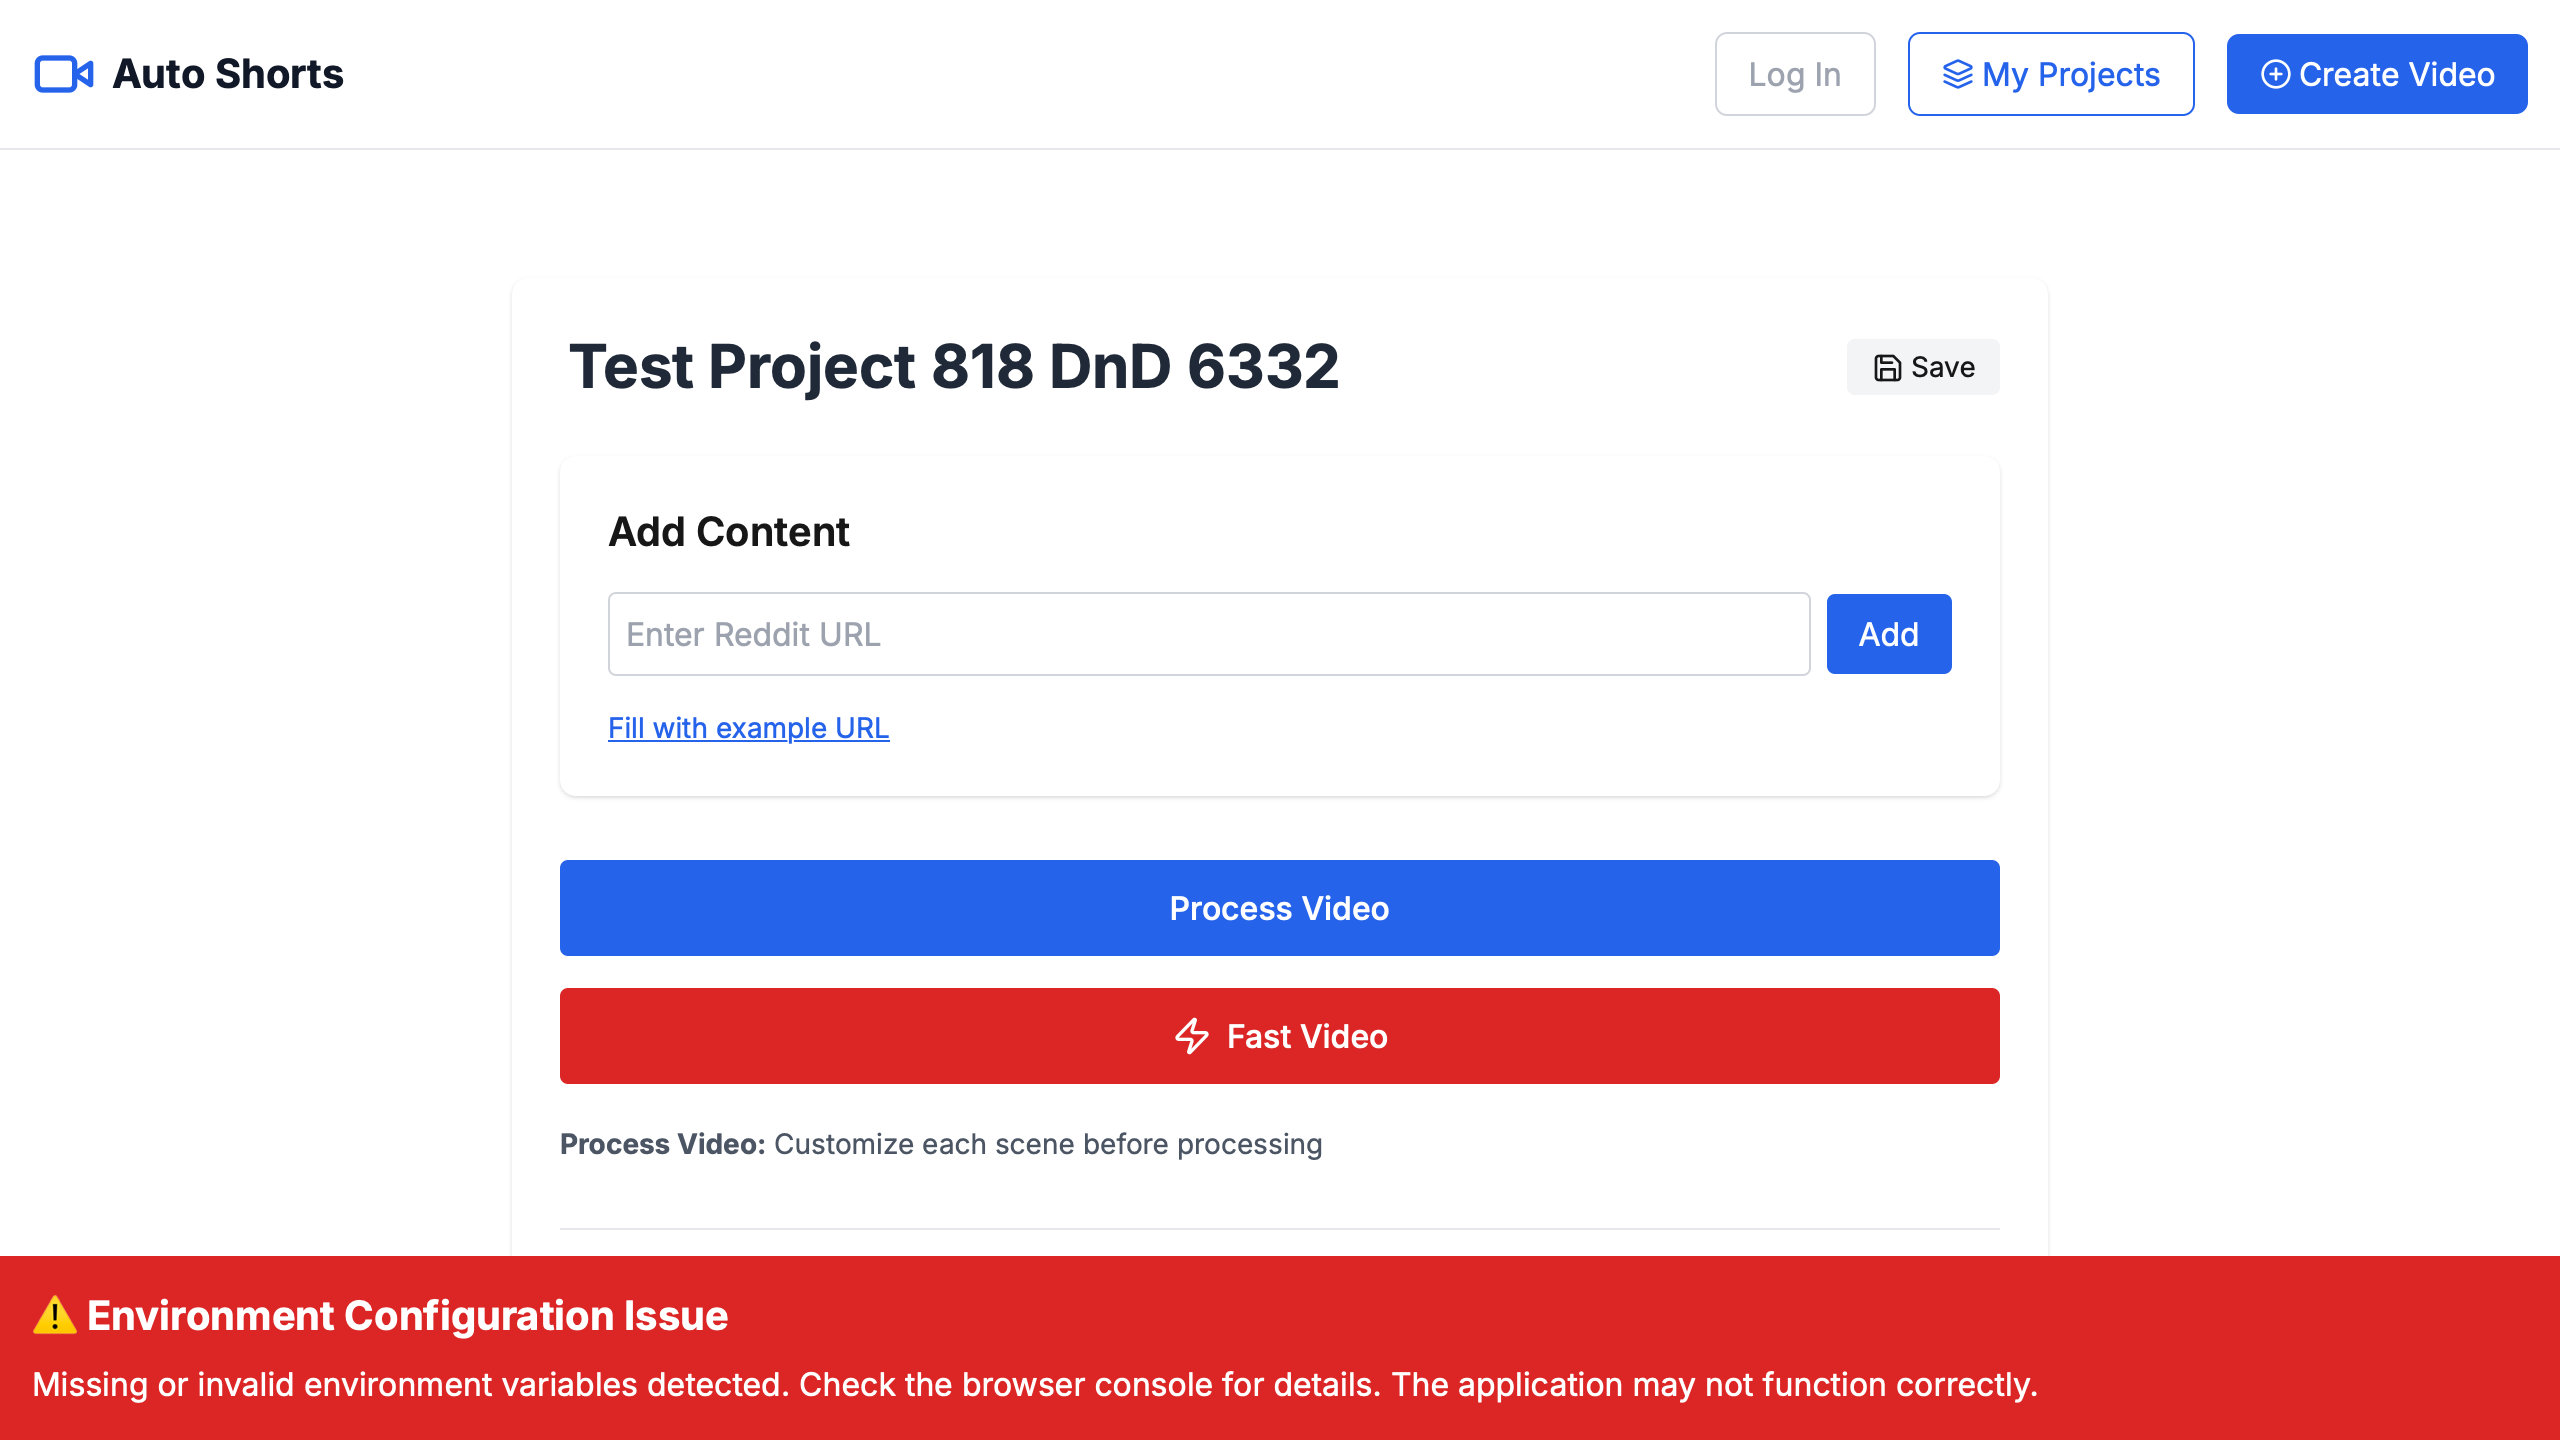 Auto Shorts
Log In
My Projects
Create Video
Test Project 818 DnD 6332
Save
Add Content
Enter Reddit URL
Add
Fill with example URL
Process Video
Fast Video
Process Video: Customize each scene before processing
⚠️ Environment Configuration Issue
Missing or invalid environment variables detected. Check the browser console for details. The application may not function correctly.